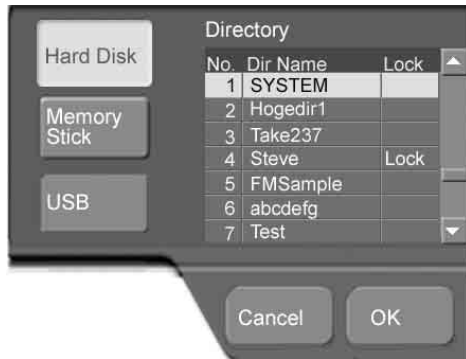 Hard Disk
Memory
Stick
USB
Directory
No. Dir Name Lock
1 SYSTEM
2 Hogedir1
3 Take237
4 Steve Lock
5 FMSample
6 abcdefg
7 Test
Cancel OK